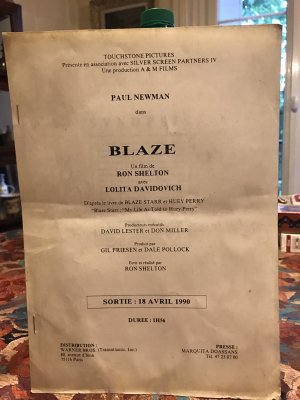 TOUCHSTONE PICTURES
Présente en association avec SILVER SCREEN PARTNERS IV
Une production A & M FILMS
PAUL NEWMAN
dans
BLAZE
Un film de
RON SHELTON
avec
LOLITA DAVIDOVICH
D'après le livre de BLAZE STARR et HUEY PERRY
"Blaze Starr : My Life As Told to Huey Perry"
Producteurs exécutifs
DAVID LESTER et DON MILLER
Produit par
GIL FRIESEN et DALE POLLOCK
Ecrit et réalisé par
RON SHELTON
SORTIE : 18 AVRIL 1990
DUREE : 1H56
DISTRIBUTION :
WARNER BROS. (Transatlantic, Inc.)
75116 Paris
PRESSE :
MARQUITA DOASSANS